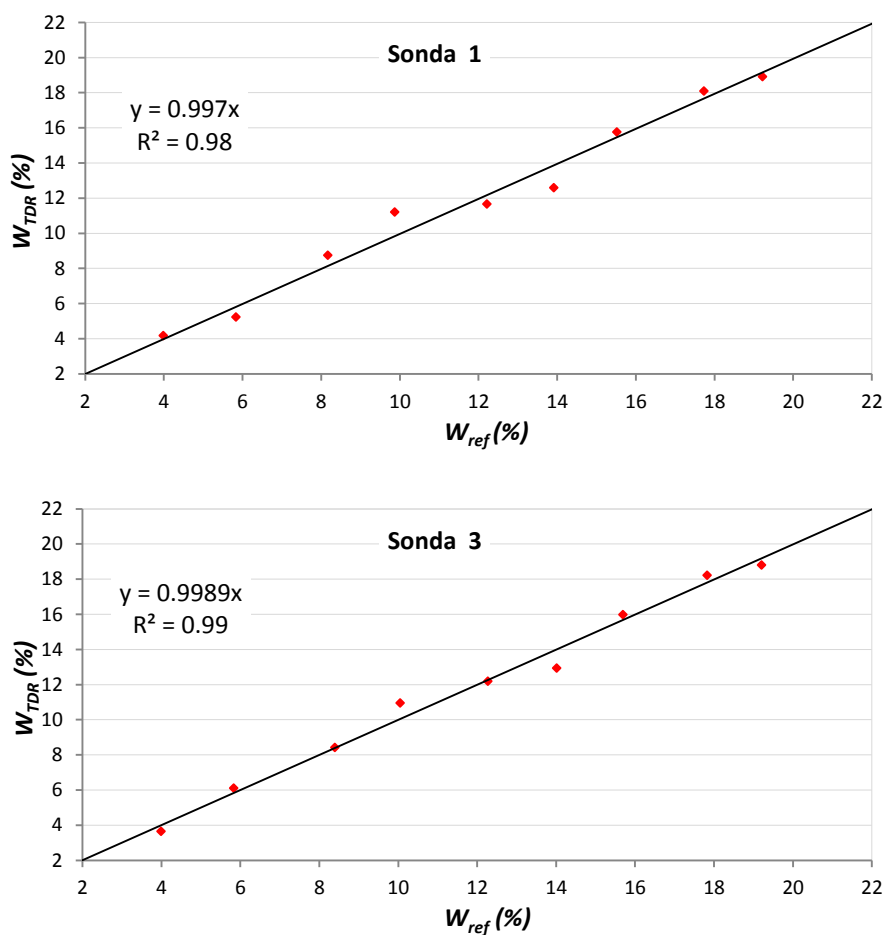 22
20
18
16
14
12
10
8
6
4
2
W_TDR (%)
Sonda 1
y = 0.997x
R² = 0.98
2 4 6 8 10 12 14 16 18 20 22
W_ref (%)
22
20
18
16
14
12
10
8
6
4
2
W_TDR (%)
Sonda 3
y = 0.9989x
R² = 0.99
2 4 6 8 10 12 14 16 18 20 22
W_ref (%)